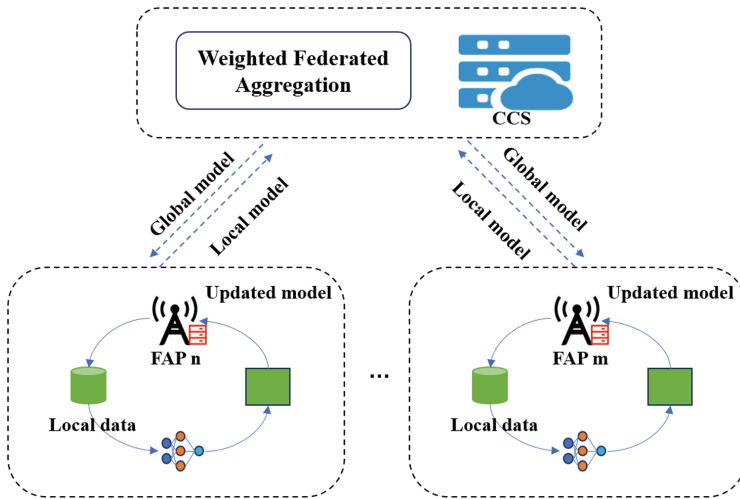 Weighted Federated
Aggregation
CCS
Global model
Local model
Global model
Local model
Updated model
FAP n
Local data
...
Updated model
FAP m
Local data